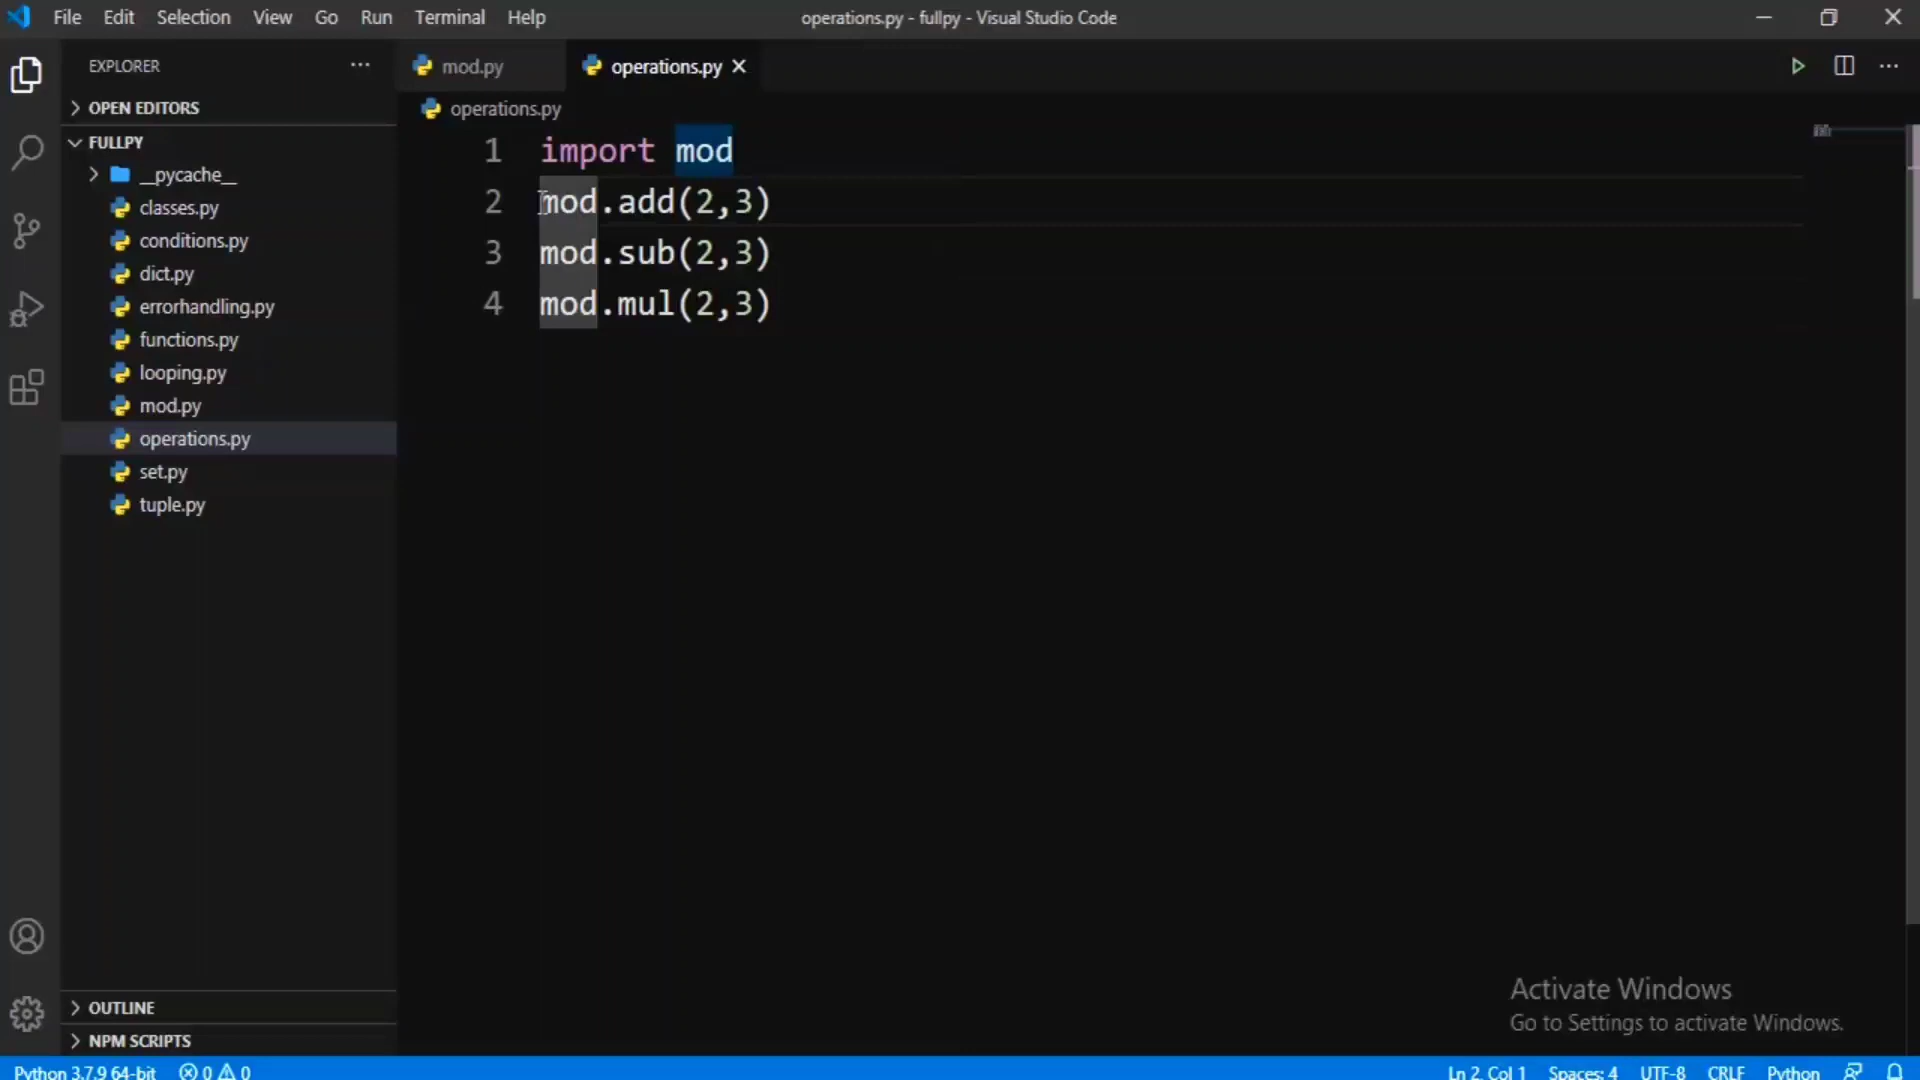 File Edit Selection View Go Run Terminal Help
operations.py - fullpy - Visual Studio Code
EXPLORER
OPEN EDITORS
FULLPY
__pycache__
classes.py
conditions.py
dict.py
errorhandling.py
functions.py
looping.py
mod.py
operations.py
set.py
tuple.py
OUTLINE
NPM SCRIPTS
mod.py operations.py
operations.py
1 import mod
2 mod.add(2,3)
3 mod.sub(2,3)
4 mod.mul(2,3)
Activate Windows
Go to Settings to activate Windows.
Python 3.7.9 64-bit 0 0 Ln 2, Col 1 Spaces: 4 UTF-8 CRLF Python